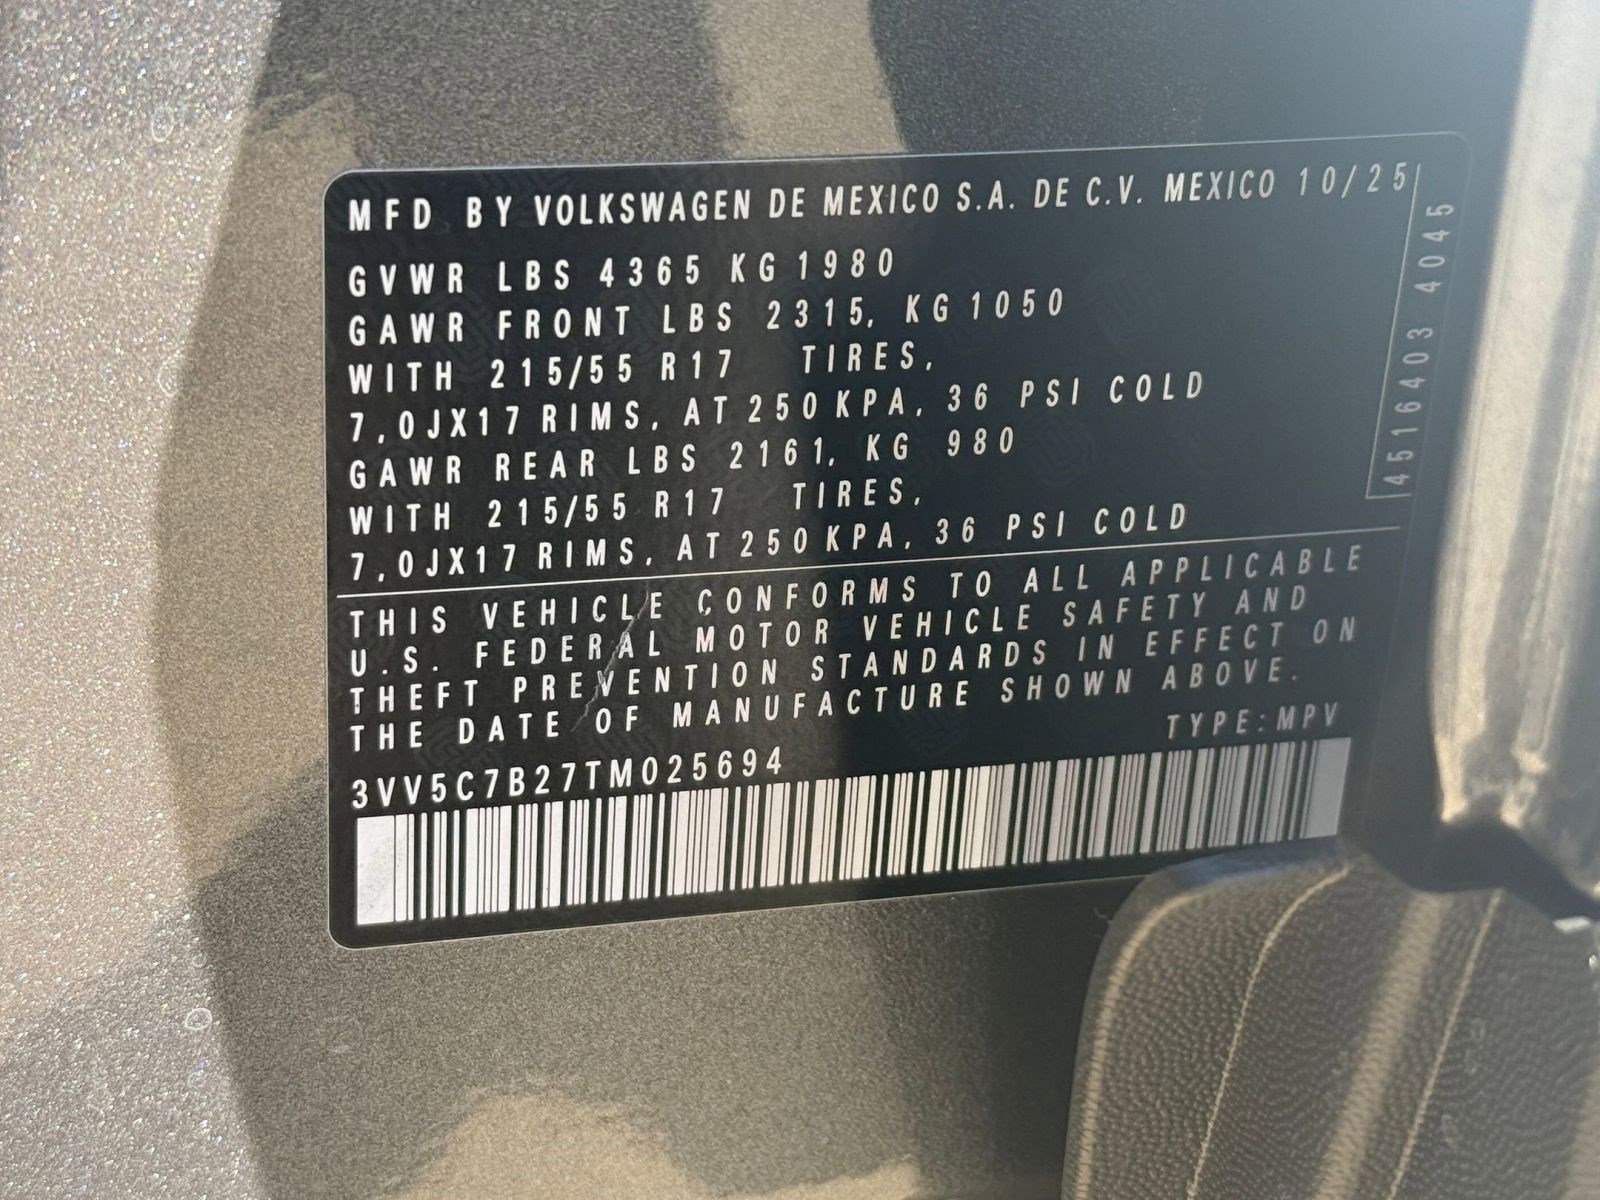 MFD BY VOLKSWAGEN DE MEXICO S.A. DE C.V. MEXICO 10/25
GVWR LBS 4365 KG 1980
GAWR FRONT LBS 2315, KG 1050
WITH 215/55 R17 TIRES,
7,0JX17 RIMS, AT 250 KPA, 36 PSI COLD
GAWR REAR LBS 2161, KG 980
WITH 215/55 R17 TIRES,
7,0JX17 RIMS, AT 250 KPA, 36 PSI COLD
4516403 4045
THIS VEHICLE CONFORMS TO ALL APPLICABLE
U.S. FEDERAL MOTOR VEHICLE SAFETY AND
THEFT PREVENTION STANDARDS IN EFFECT ON
THE DATE OF MANUFACTURE SHOWN ABOVE.
TYPE:MPV
3VV5C7B27TM025694